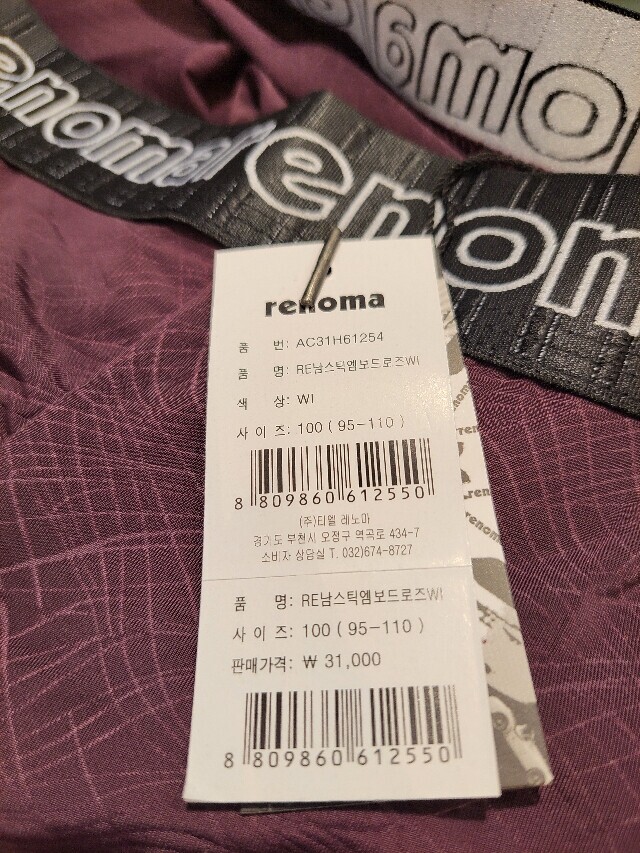 renoma
renoma
renoma
renoma
품 번: AC31H61254
품 명: RE남스틱엠보드로즈WI
색 상: WI
사 이 즈: 100 ( 95-110 )
8 809860 612550
(주)티엘 레노마
경기도 부천시 오정구 역곡로 434-7
소비자 상담실 T. 032)674-8727
품 명: RE남스틱엠보드로즈WI
사 이 즈: 100 ( 95-110 )
판매가격: ₩ 31,000
8 809860 612550